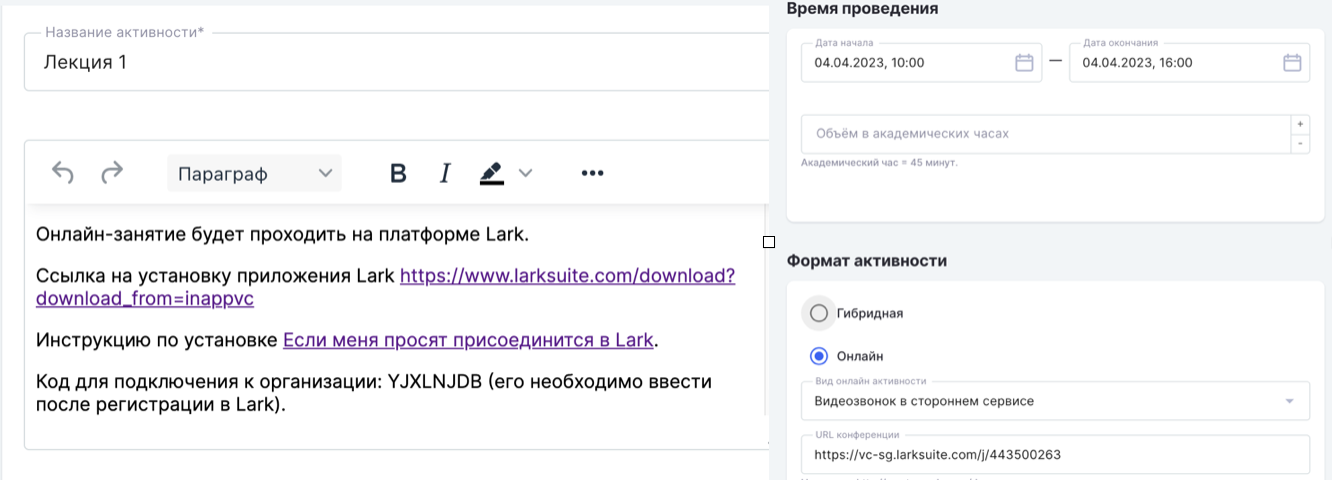 Название активности*
Лекция 1
Параграф
B I
Онлайн-занятие будет проходить на платформе Lark.
Ссылка на установку приложения Lark https://www.larksuite.com/download?
download_from=inappvc
Инструкцию по установке Если меня просят присоединится в Lark.
Код для подключения к организации: YJXLNJDB (его необходимо ввести
после регистрации в Lark).
Время проведения
Дата начала
04.04.2023, 10:00
—
Дата окончания
04.04.2023, 16:00
Объём в академических часах
+
-
Академический час = 45 минут.
Формат активности
Гибридная
Онлайн
Вид онлайн активности
Видеозвонок в стороннем сервисе
URL конференции
https://vc-sg.larksuite.com/j/443500263